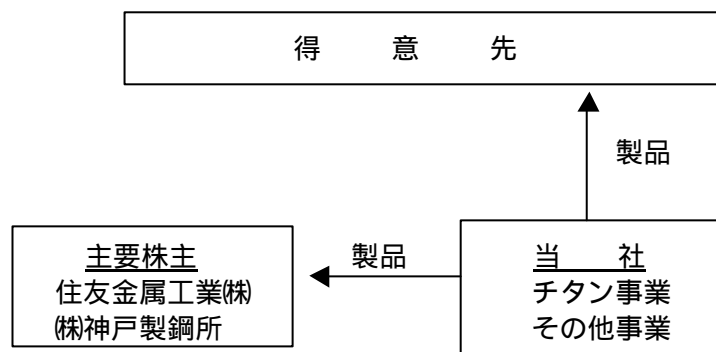 得 意 先
製品
主要株主
住友金属工業㈱
㈱神戸製鋼所
製品
当 社
チタン事業
その他事業